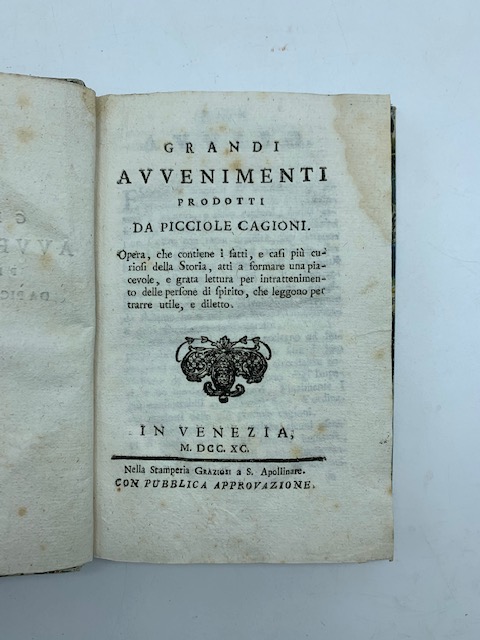 GRANDI
AVVENIMENTI
PRODOTTI
DA PICCIOLE CAGIONI.
Opera, che contiene i fatti, e casi più cu-
riosi della Storia, atti a formare una pia-
cevole, e grata lettura per intrattenimen-
to delle persone di spirito, che leggono per
trarre utile, e diletto.
IN VENEZIA,
M. DCC. XC.
Nella Stamperia GRAZIOSI a S. Apollinare.
CON PUBBLICA APPROVAZIONE.